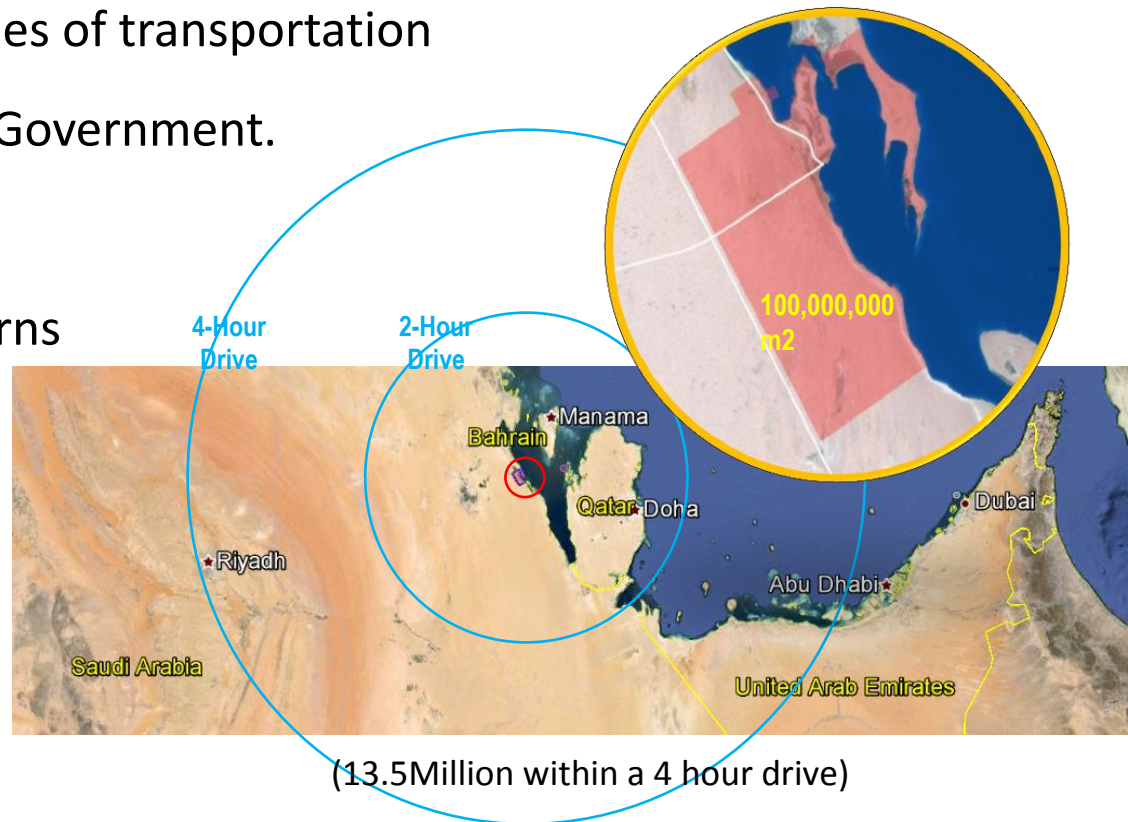 es of transportation
Government.
rns
4-Hour
Drive
2-Hour
Drive
100,000,000
m2
Manama
Bahrain
Qatar
Doha
Dubai
Riyadh
Abu Dhabi
Saudi Arabia
United Arab Emirates
(13.5Million within a 4 hour drive)